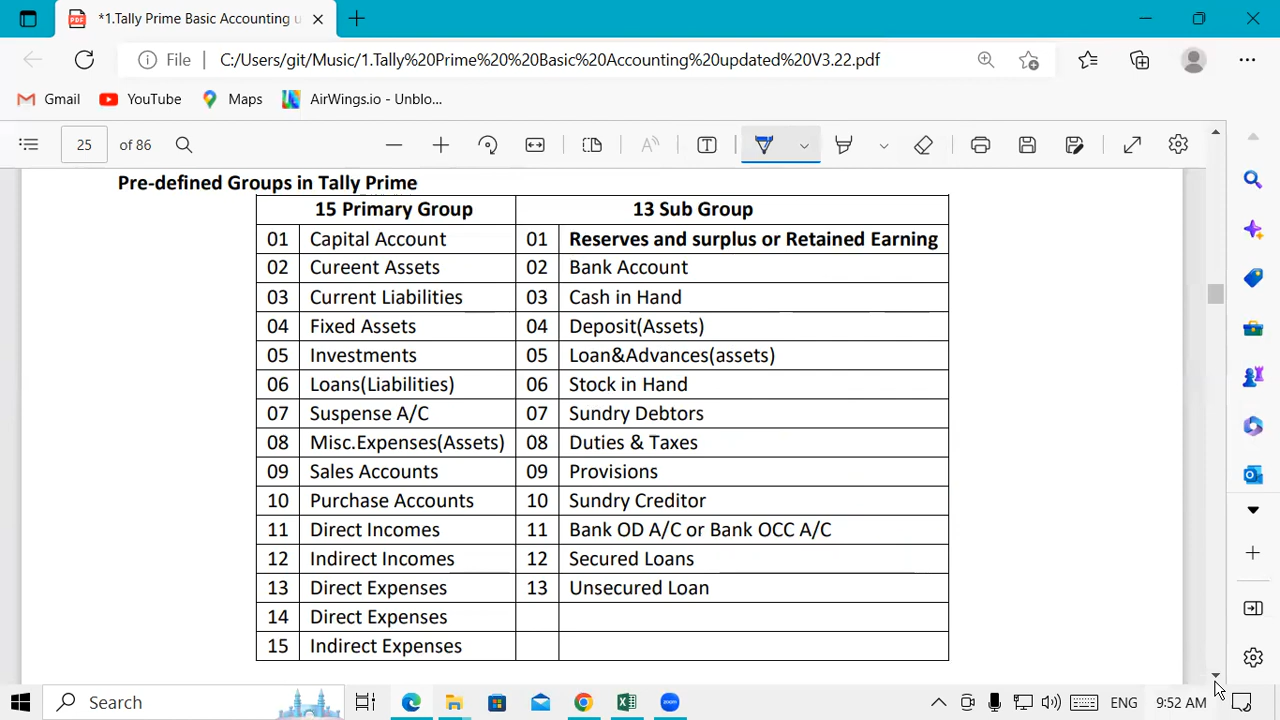 *1.Tally Prime Basic Accounting u
File C:/Users/git/Music/1.Tally%20Prime%20%20Basic%20Accounting%20updated%20V3.22.pdf
Gmail YouTube Maps AirWings.io - Unblo...
25 of 86
Pre-defined Groups in Tally Prime
15 Primary Group 13 Sub Group
01 Capital Account 01 Reserves and surplus or Retained Earning
02 Cureent Assets 02 Bank Account
03 Current Liabilities 03 Cash in Hand
04 Fixed Assets 04 Deposit(Assets)
05 Investments 05 Loan&Advances(assets)
06 Loans(Liabilities) 06 Stock in Hand
07 Suspense A/C 07 Sundry Debtors
08 Misc.Expenses(Assets) 08 Duties & Taxes
09 Sales Accounts 09 Provisions
10 Purchase Accounts 10 Sundry Creditor
11 Direct Incomes 11 Bank OD A/C or Bank OCC A/C
12 Indirect Incomes 12 Secured Loans
13 Direct Expenses 13 Unsecured Loan
14 Direct Expenses
15 Indirect Expenses
Search ENG 9:52 AM